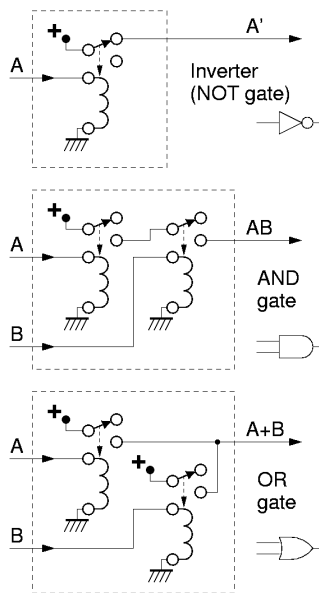 +
A'
A
Inverter
(NOT gate)
+
A
AB
AND
gate
B
+
A
A+B
+
OR
gate
B